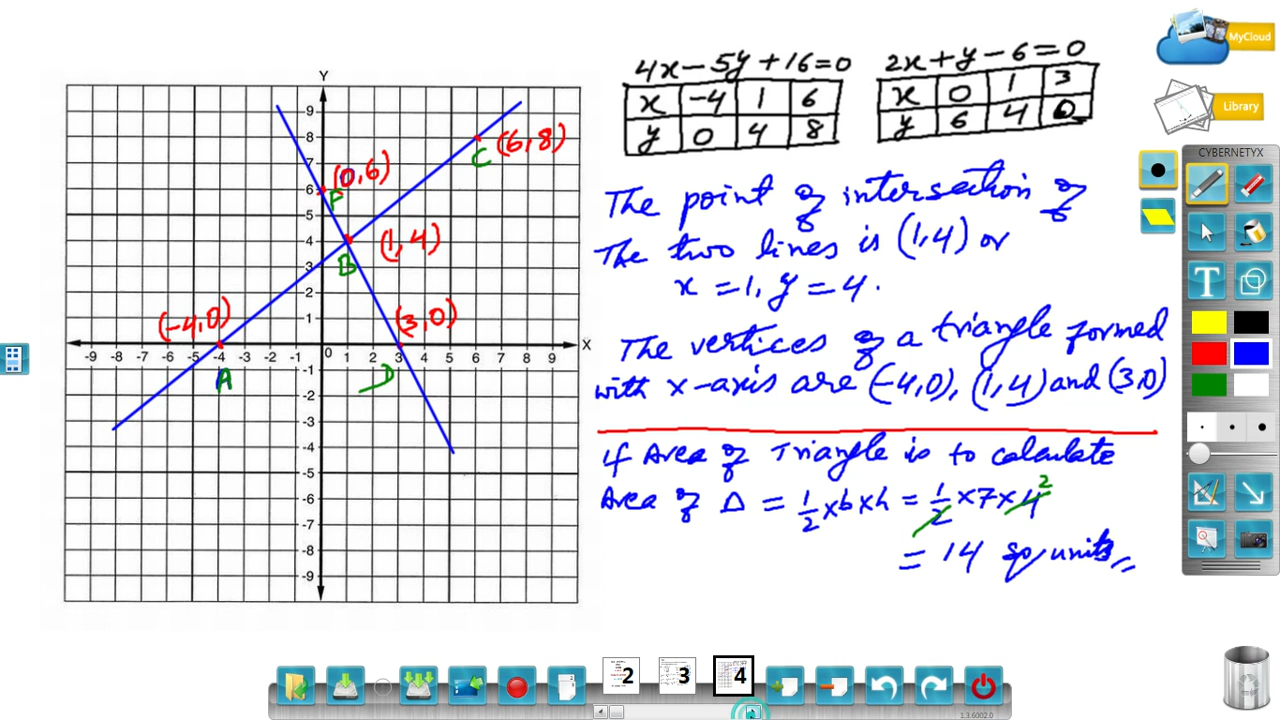 4x - 5y + 16 = 0
x -4 1 6
y 0 4 8
2x + y - 6 = 0
x 0 1 3
y 6 4 0
The point of intersection of
the two lines is (1,4) or
x = 1, y = 4.
The vertices of a triangle formed
with x-axis are (-4,0), (1,4) and (3,0)
if Area of Triangle is to calculate
Area of Δ = 1/2 × b × h = 1/2 × 7 × 4 2
= 14 sq units
Y
9
8
7
6
5
4
3
2
1
-9 -8 -7 -6 -5 -4 -3 -2 -1 0 1 2 3 4 5 6 7 8 9 X
-1
-2
-3
-4
-5
-6
-7
-8
-9
(6,8)
C
(0,6)
(1,4)
B
(-4,0)
A
(3,0)
D
MyCloud
Library
CYBERNETYX
T
2 3 4
1.3.6002.0